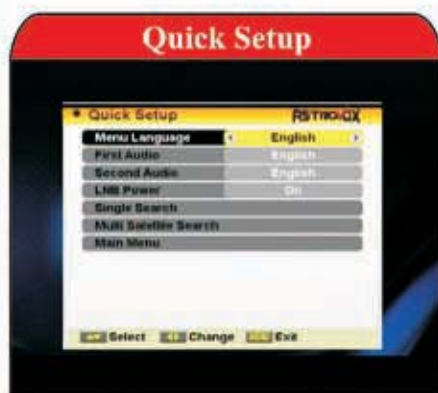 Quick Setup
Quick Setup
Menu Language English
First Audio English
Second Audio English
LNB Power On
Single Search
Multi Satellite Search
Main Menu
Select Change Exit